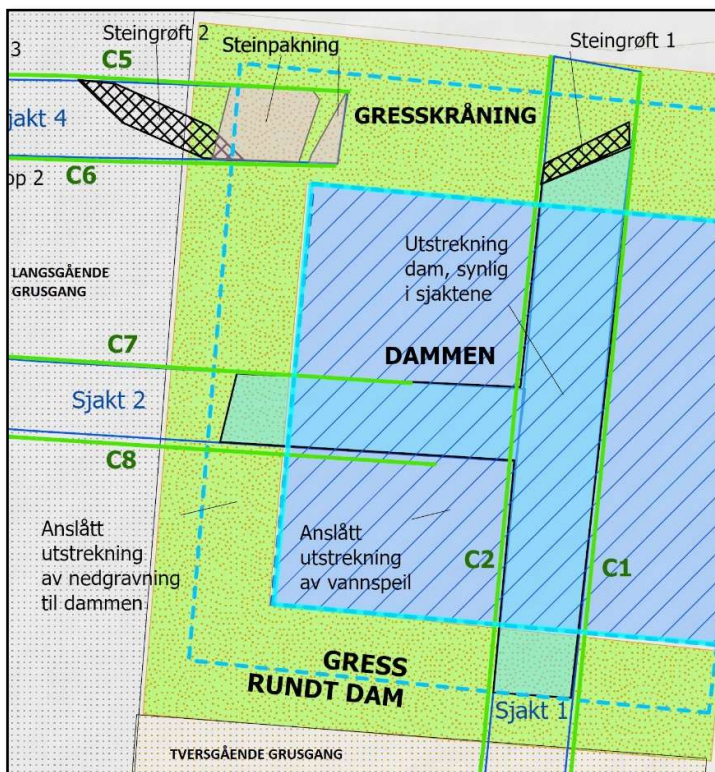 Steingrøft 2
Steinpakning
Steingrøft 1
3
C5
jakt 4
GRESSKRÅNING
C6
op 2
LANGSGÅENDE
GRUSGANG
Utstrekning
dam, synlig
i sjaktene
C7
DAMMEN
Sjakt 2
C8
Anslått
utstrekning
av nedgravning
til dammen
Anslått
utstrekning
av vannspeil
C2
C1
GRESS
RUNDT DAM
Sjakt 1
TVERSGÅENDE GRUSGANG